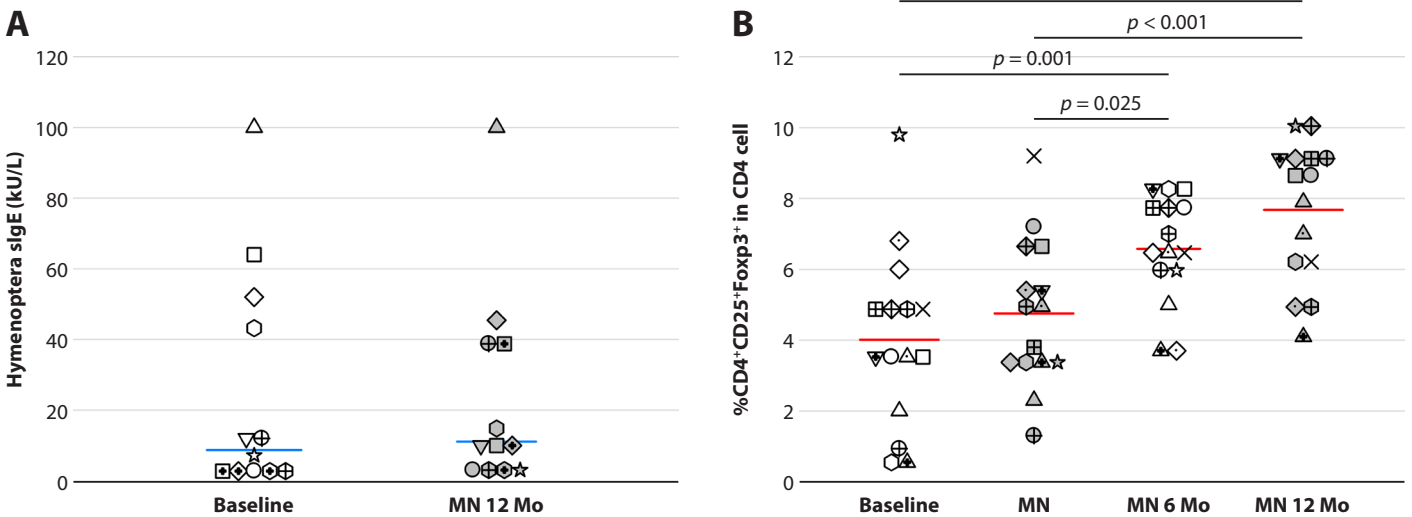 A
Hymenoptera sIgE (kU/L)
120
100
80
60
40
20
0
Baseline
MN 12 Mo
B
%CD4⁺CD25⁺Foxp3⁺ in CD4 cell
12
10
8
6
4
2
0
p < 0.001
p = 0.001
p = 0.025
Baseline
MN
MN 6 Mo
MN 12 Mo